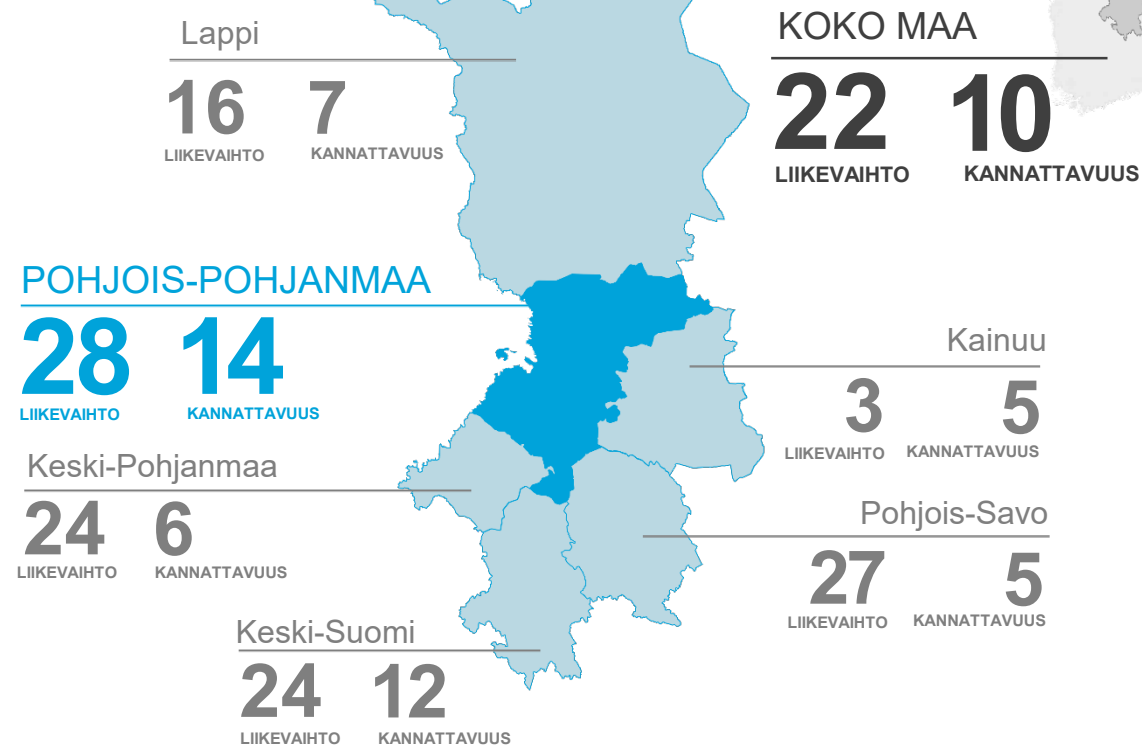 Lappi
16 7
LIIKEVAIHTO KANNATTAVUUS
KOKO MAA
22 10
LIIKEVAIHTO KANNATTAVUUS
POHJOIS-POHJANMAA
28 14
LIIKEVAIHTO KANNATTAVUUS
Kainuu
3 5
LIIKEVAIHTO KANNATTAVUUS
Keski-Pohjanmaa
24 6
LIIKEVAIHTO KANNATTAVUUS
Pohjois-Savo
27 5
LIIKEVAIHTO KANNATTAVUUS
Keski-Suomi
24 12
LIIKEVAIHTO KANNATTAVUUS